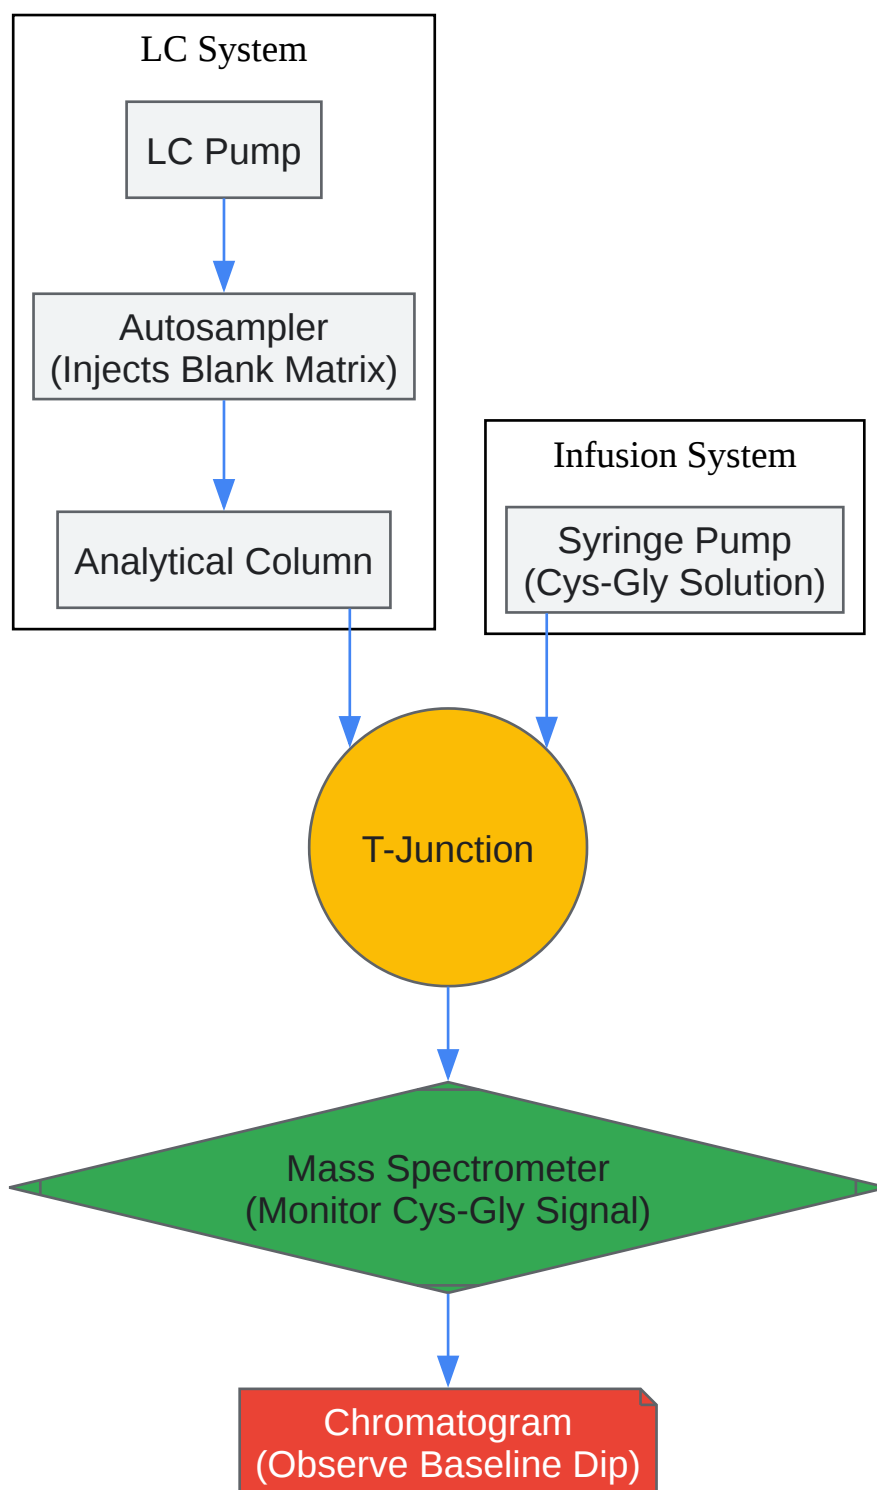 LC System
LC Pump
Autosampler
(Injects Blank Matrix)
Analytical Column
Infusion System
Syringe Pump
(Cys-Gly Solution)
T-Junction
Mass Spectrometer
(Monitor Cys-Gly Signal)
Chromatogram
(Observe Baseline Dip)